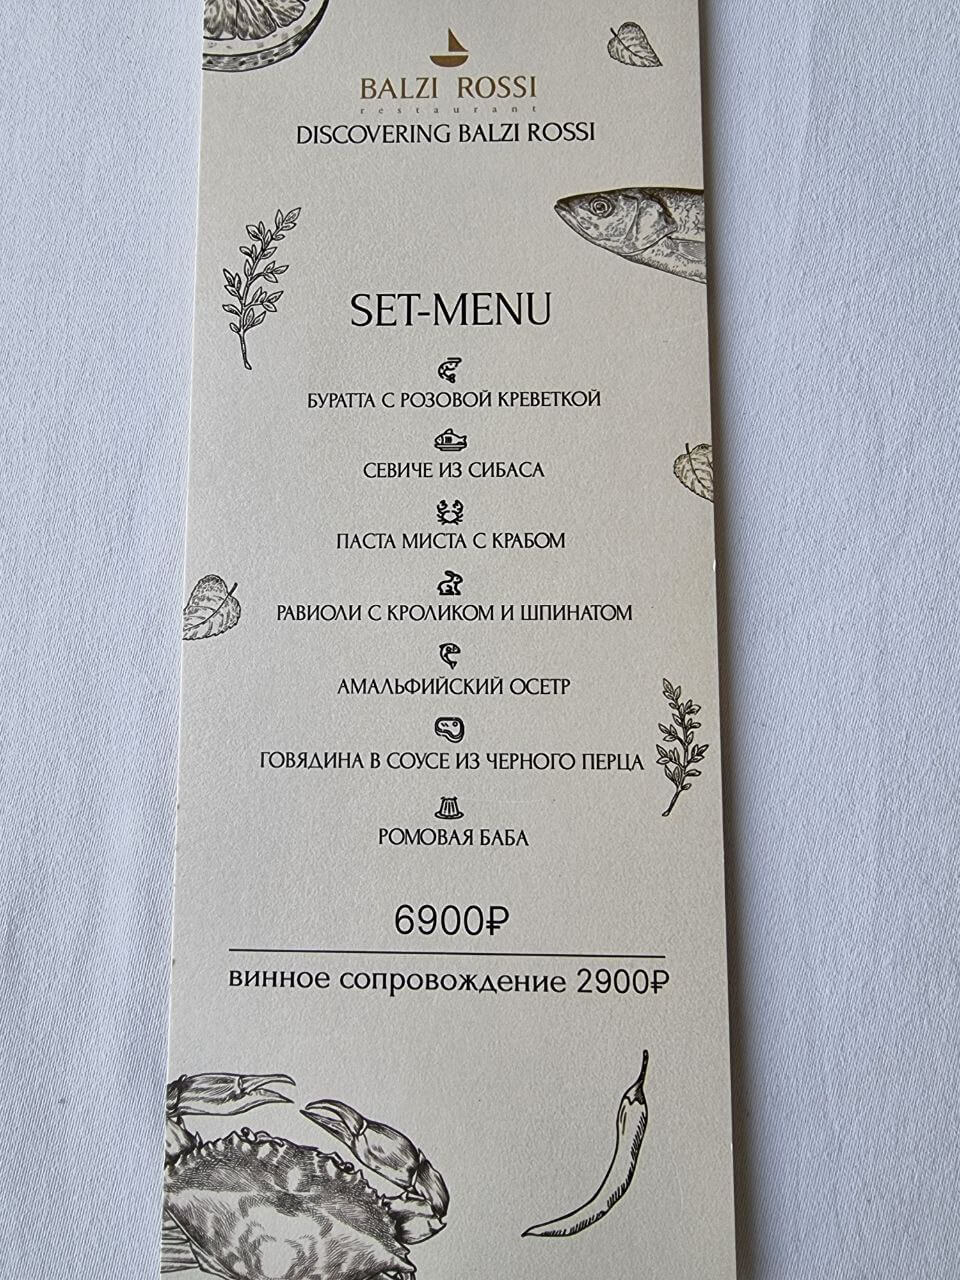 BALZI ROSSI
restaurant
DISCOVERING BALZI ROSSI
SET-MENU
БУРАТТА С РОЗОВОЙ КРЕВЕТКОЙ
СЕВИЧЕ ИЗ СИБАСА
ПАСТА МИСТА С КРАБОМ
РАВИОЛИ С КРОЛИКОМ И ШПИНАТОМ
АМАЛЬФИЙСКИЙ ОСЕТР
ГОВЯДИНА В СОУСЕ ИЗ ЧЕРНОГО ПЕРЦА
РОМОВАЯ БАБА
6900₽
винное сопровождение 2900₽